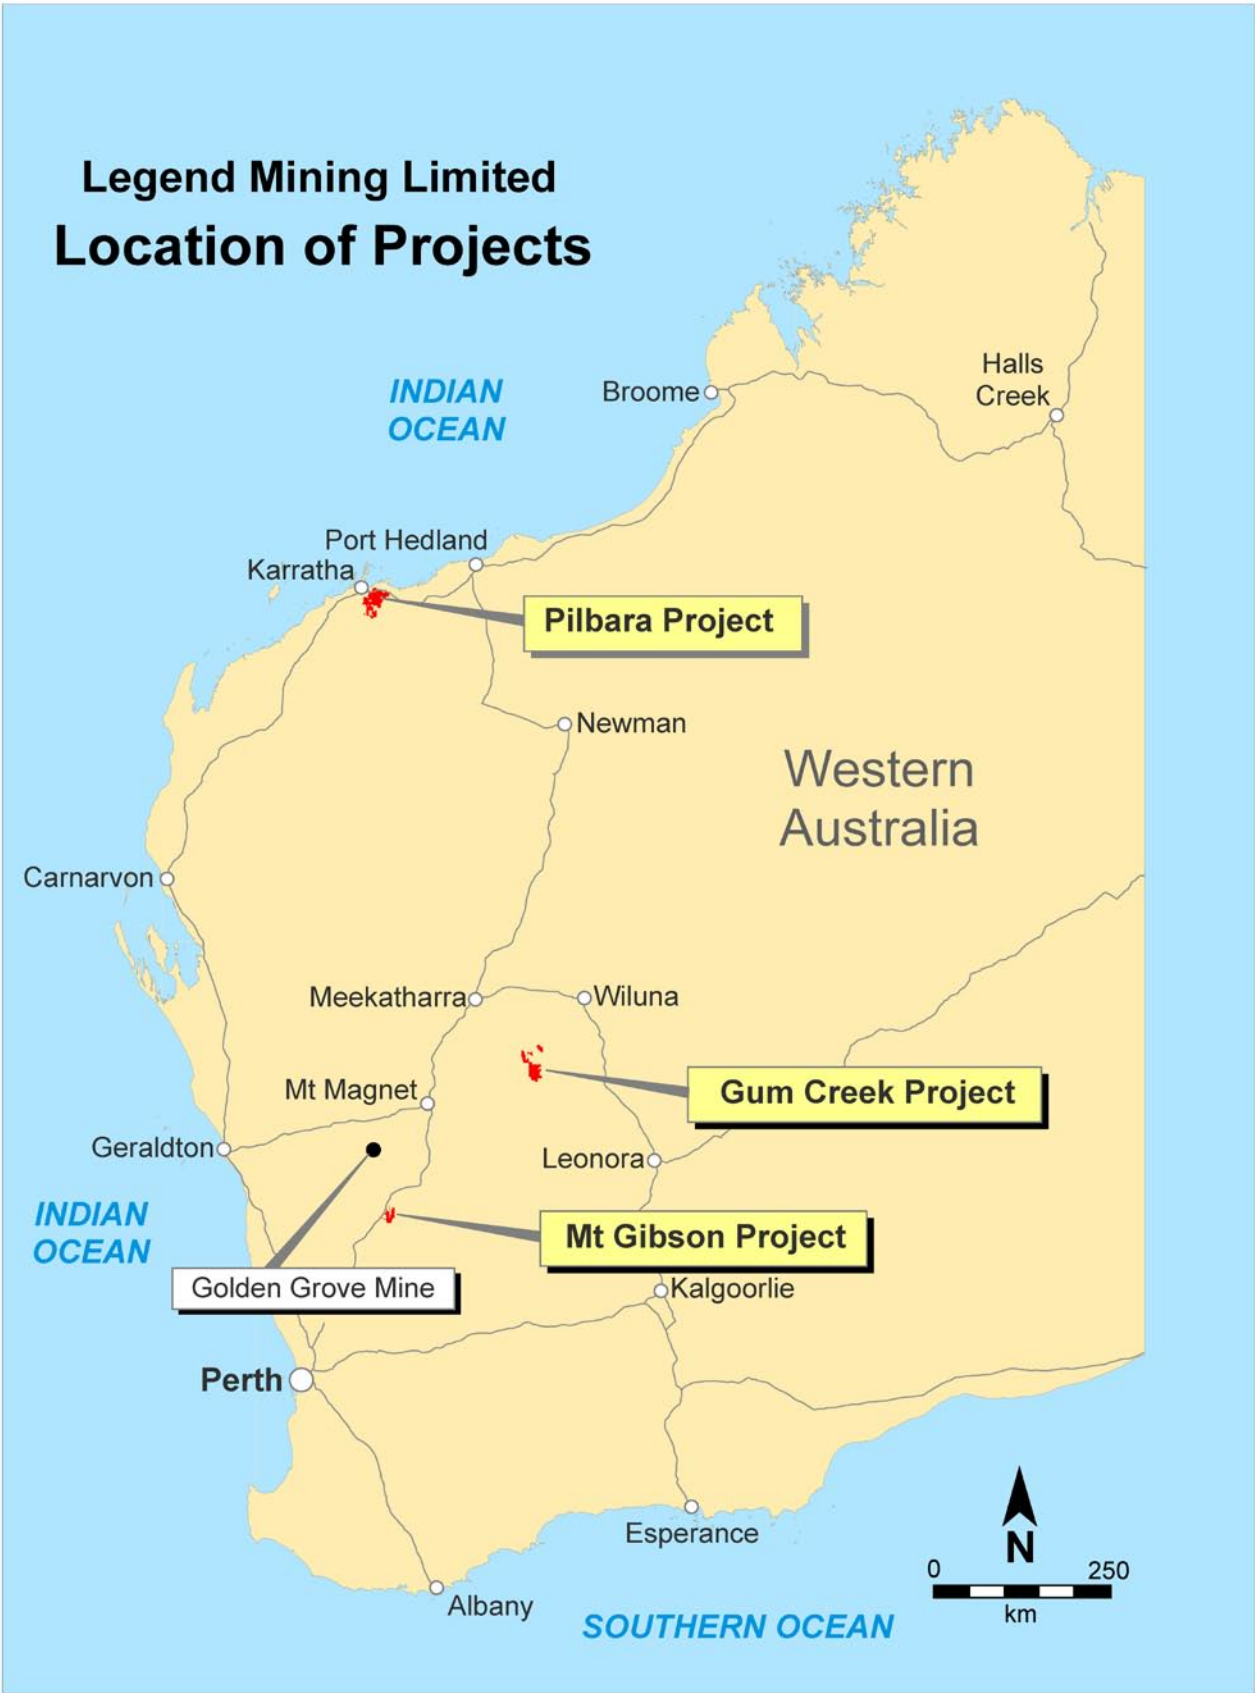 Legend Mining Limited
Location of Projects
INDIAN
OCEAN
Broome
Halls
Creek
Port Hedland
Karratha
Pilbara Project
Newman
Western
Australia
Carnarvon
Meekatharra
Wiluna
Mt Magnet
Gum Creek Project
Geraldton
Leonora
INDIAN
OCEAN
Mt Gibson Project
Golden Grove Mine
Kalgoorlie
Perth
Esperance
N
0 250
km
Albany
SOUTHERN OCEAN